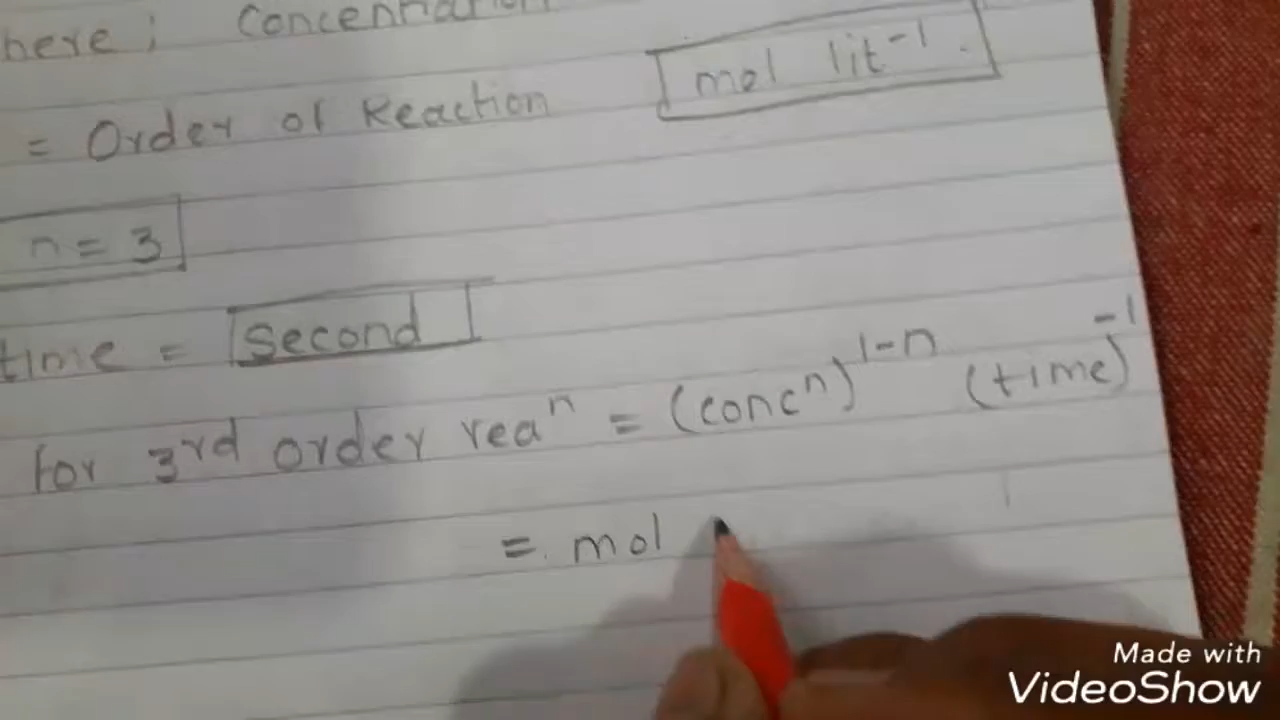 here ; Concentration
mol lit⁻¹.
= Order of Reaction
n = 3
time = Second
for 3rd order reaⁿ = (concⁿ)¹⁻ⁿ (time)⁻¹
= mol
Made with
VideoShow